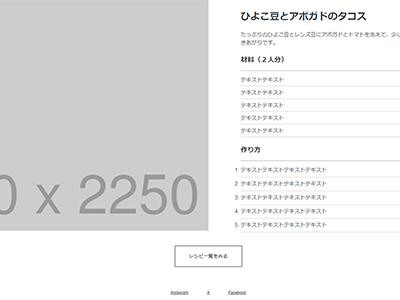 ひよこ豆とアボガドのタコス
たっぷりのひよこ豆とレンズ豆にアボガドとトマトを添えて、少し
きあがりです。
材料（２人分）
テキストテキスト
テキストテキスト
テキストテキスト
テキストテキスト
テキストテキスト
作り方
1. テキストテキストテキストテキスト
2. テキストテキストテキストテキスト
3. テキストテキストテキストテキスト
4. テキストテキストテキストテキスト
5. テキストテキストテキストテキスト
0 x 2250
レシピ一覧をみる
Instagram X Facebook